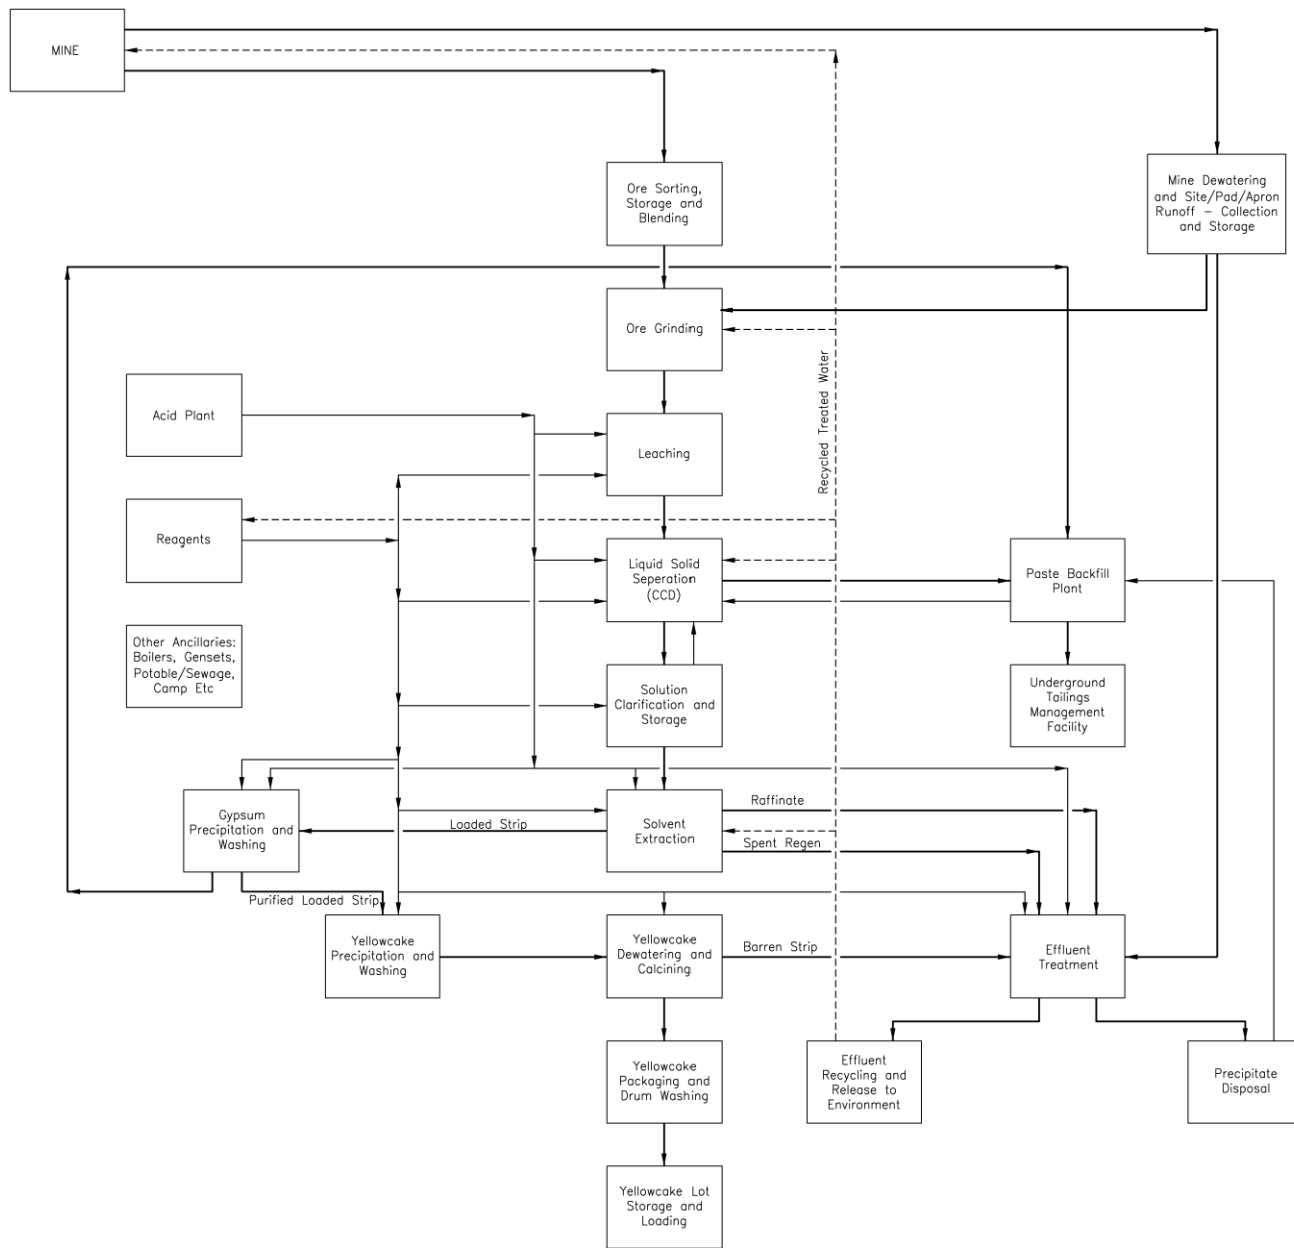 MINE
Ore Sorting,
Storage and
Blending
Mine Dewatering
and Site/Pad/Apron
Runoff - Collection
and Storage
Ore Grinding
Recycled Treated Water
Acid Plant
Leaching
Reagents
Liquid Solid
Seperation
(CCD)
Paste Backfill
Plant
Other Ancillaries:
Boilers, Gensets,
Potable/Sewage,
Camp Etc
Solution
Clarification and
Storage
Underground
Tailings
Management
Facility
Gypsum
Precipitation and
Washing
Loaded Strip
Solvent
Extraction
Raffinate
Spent Regen
Purified Loaded Strip
Yellowcake
Precipitation and
Washing
Yellowcake
Dewatering and
Calcining
Barren Strip
Effluent
Treatment
Yellowcake
Packaging and
Drum Washing
Effluent
Recycling and
Release to
Environment
Precipitate
Disposal
Yellowcake Lot
Storage and
Loading